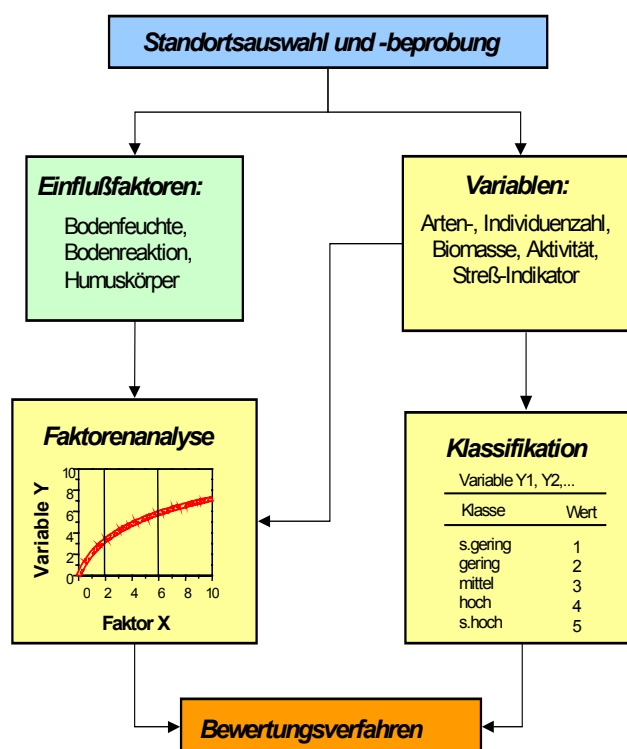 Standortsauswahl und -beprobung
Einflußfaktoren:
Bodenfeuchte,
Bodenreaktion,
Humuskörper
Variablen:
Arten-, Individuenzahl,
Biomasse, Aktivität,
Streß-Indikator
Faktorenanalyse
Variable Y
10
8
6
4
2
0
0 2 4 6 8 10
Faktor X
Klassifikation
Variable Y1, Y2,...
Klasse Wert
s.gering 1
gering 2
mittel 3
hoch 4
s.hoch 5
Bewertungsverfahren